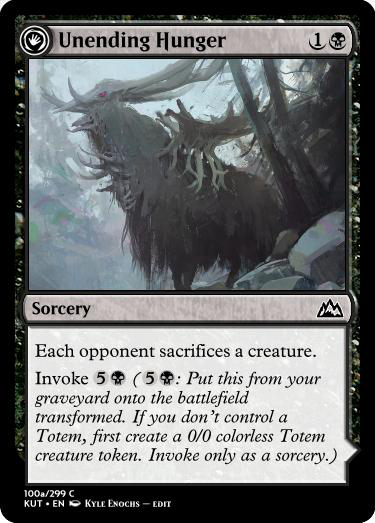 Unending Hunger 1
Sorcery
Each opponent sacrifices a creature.
Invoke 5 ( 5 : Put this from your
graveyard onto the battlefield
transformed. If you don't control a
Totem, first create a 0/0 colorless Totem
creature token. Invoke only as a sorcery.)
100a/299 C
KUT • EN Kyle Enochs — edit